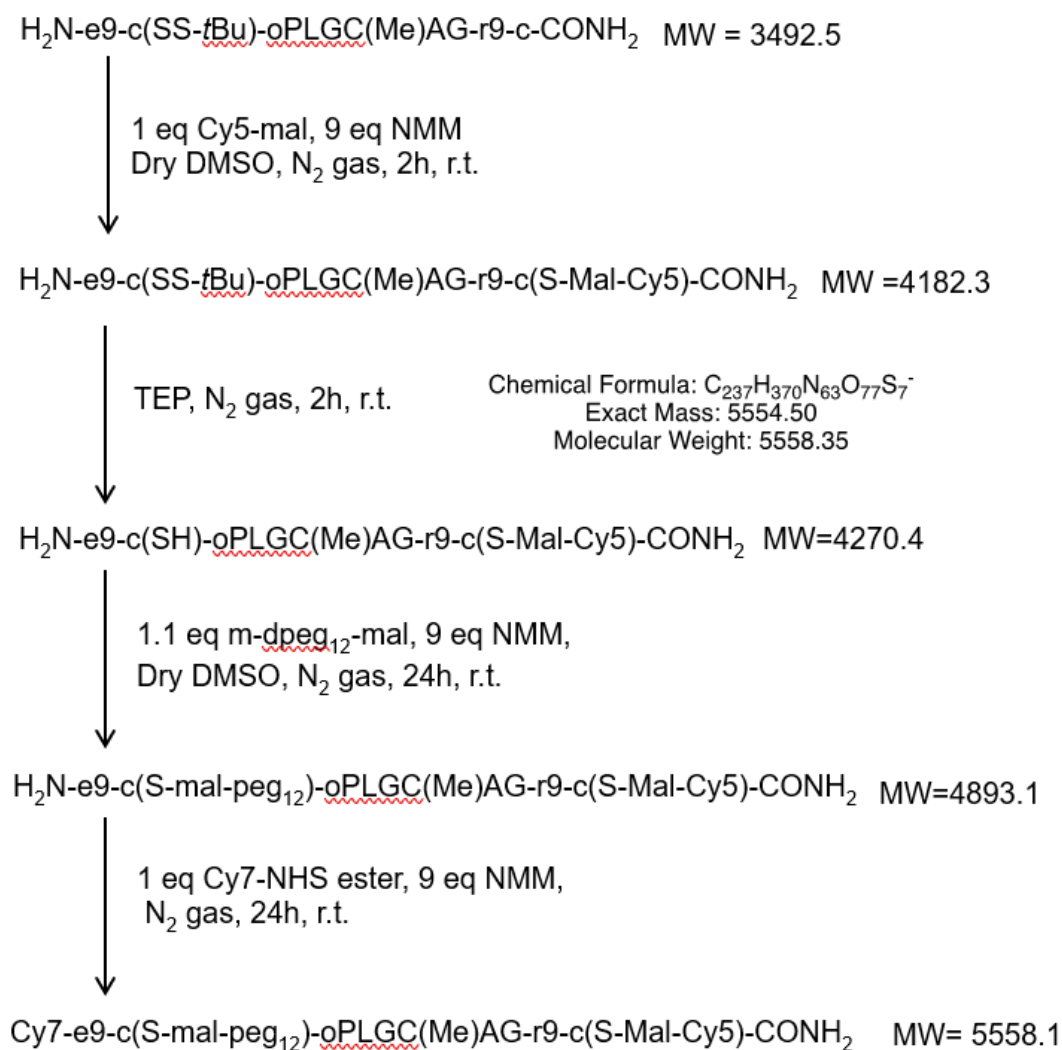 H₂N-e9-c(SS-tBu)-oPLGC(Me)AG-r9-c-CONH₂ MW = 3492.5
1 eq Cy5-mal, 9 eq NMM
Dry DMSO, N₂ gas, 2h, r.t.
H₂N-e9-c(SS-tBu)-oPLGC(Me)AG-r9-c(S-Mal-Cy5)-CONH₂ MW =4182.3
TEP, N₂ gas, 2h, r.t.
Chemical Formula: C₂₃₇H₃₇₀N₆₃O₇₇S₇⁻
Exact Mass: 5554.50
Molecular Weight: 5558.35
H₂N-e9-c(SH)-oPLGC(Me)AG-r9-c(S-Mal-Cy5)-CONH₂ MW=4270.4
1.1 eq m-dpeg₁₂-mal, 9 eq NMM,
Dry DMSO, N₂ gas, 24h, r.t.
H₂N-e9-c(S-mal-peg₁₂)-oPLGC(Me)AG-r9-c(S-Mal-Cy5)-CONH₂ MW=4893.1
1 eq Cy7-NHS ester, 9 eq NMM,
N₂ gas, 24h, r.t.
Cy7-e9-c(S-mal-peg₁₂)-oPLGC(Me)AG-r9-c(S-Mal-Cy5)-CONH₂ MW= 5558.1